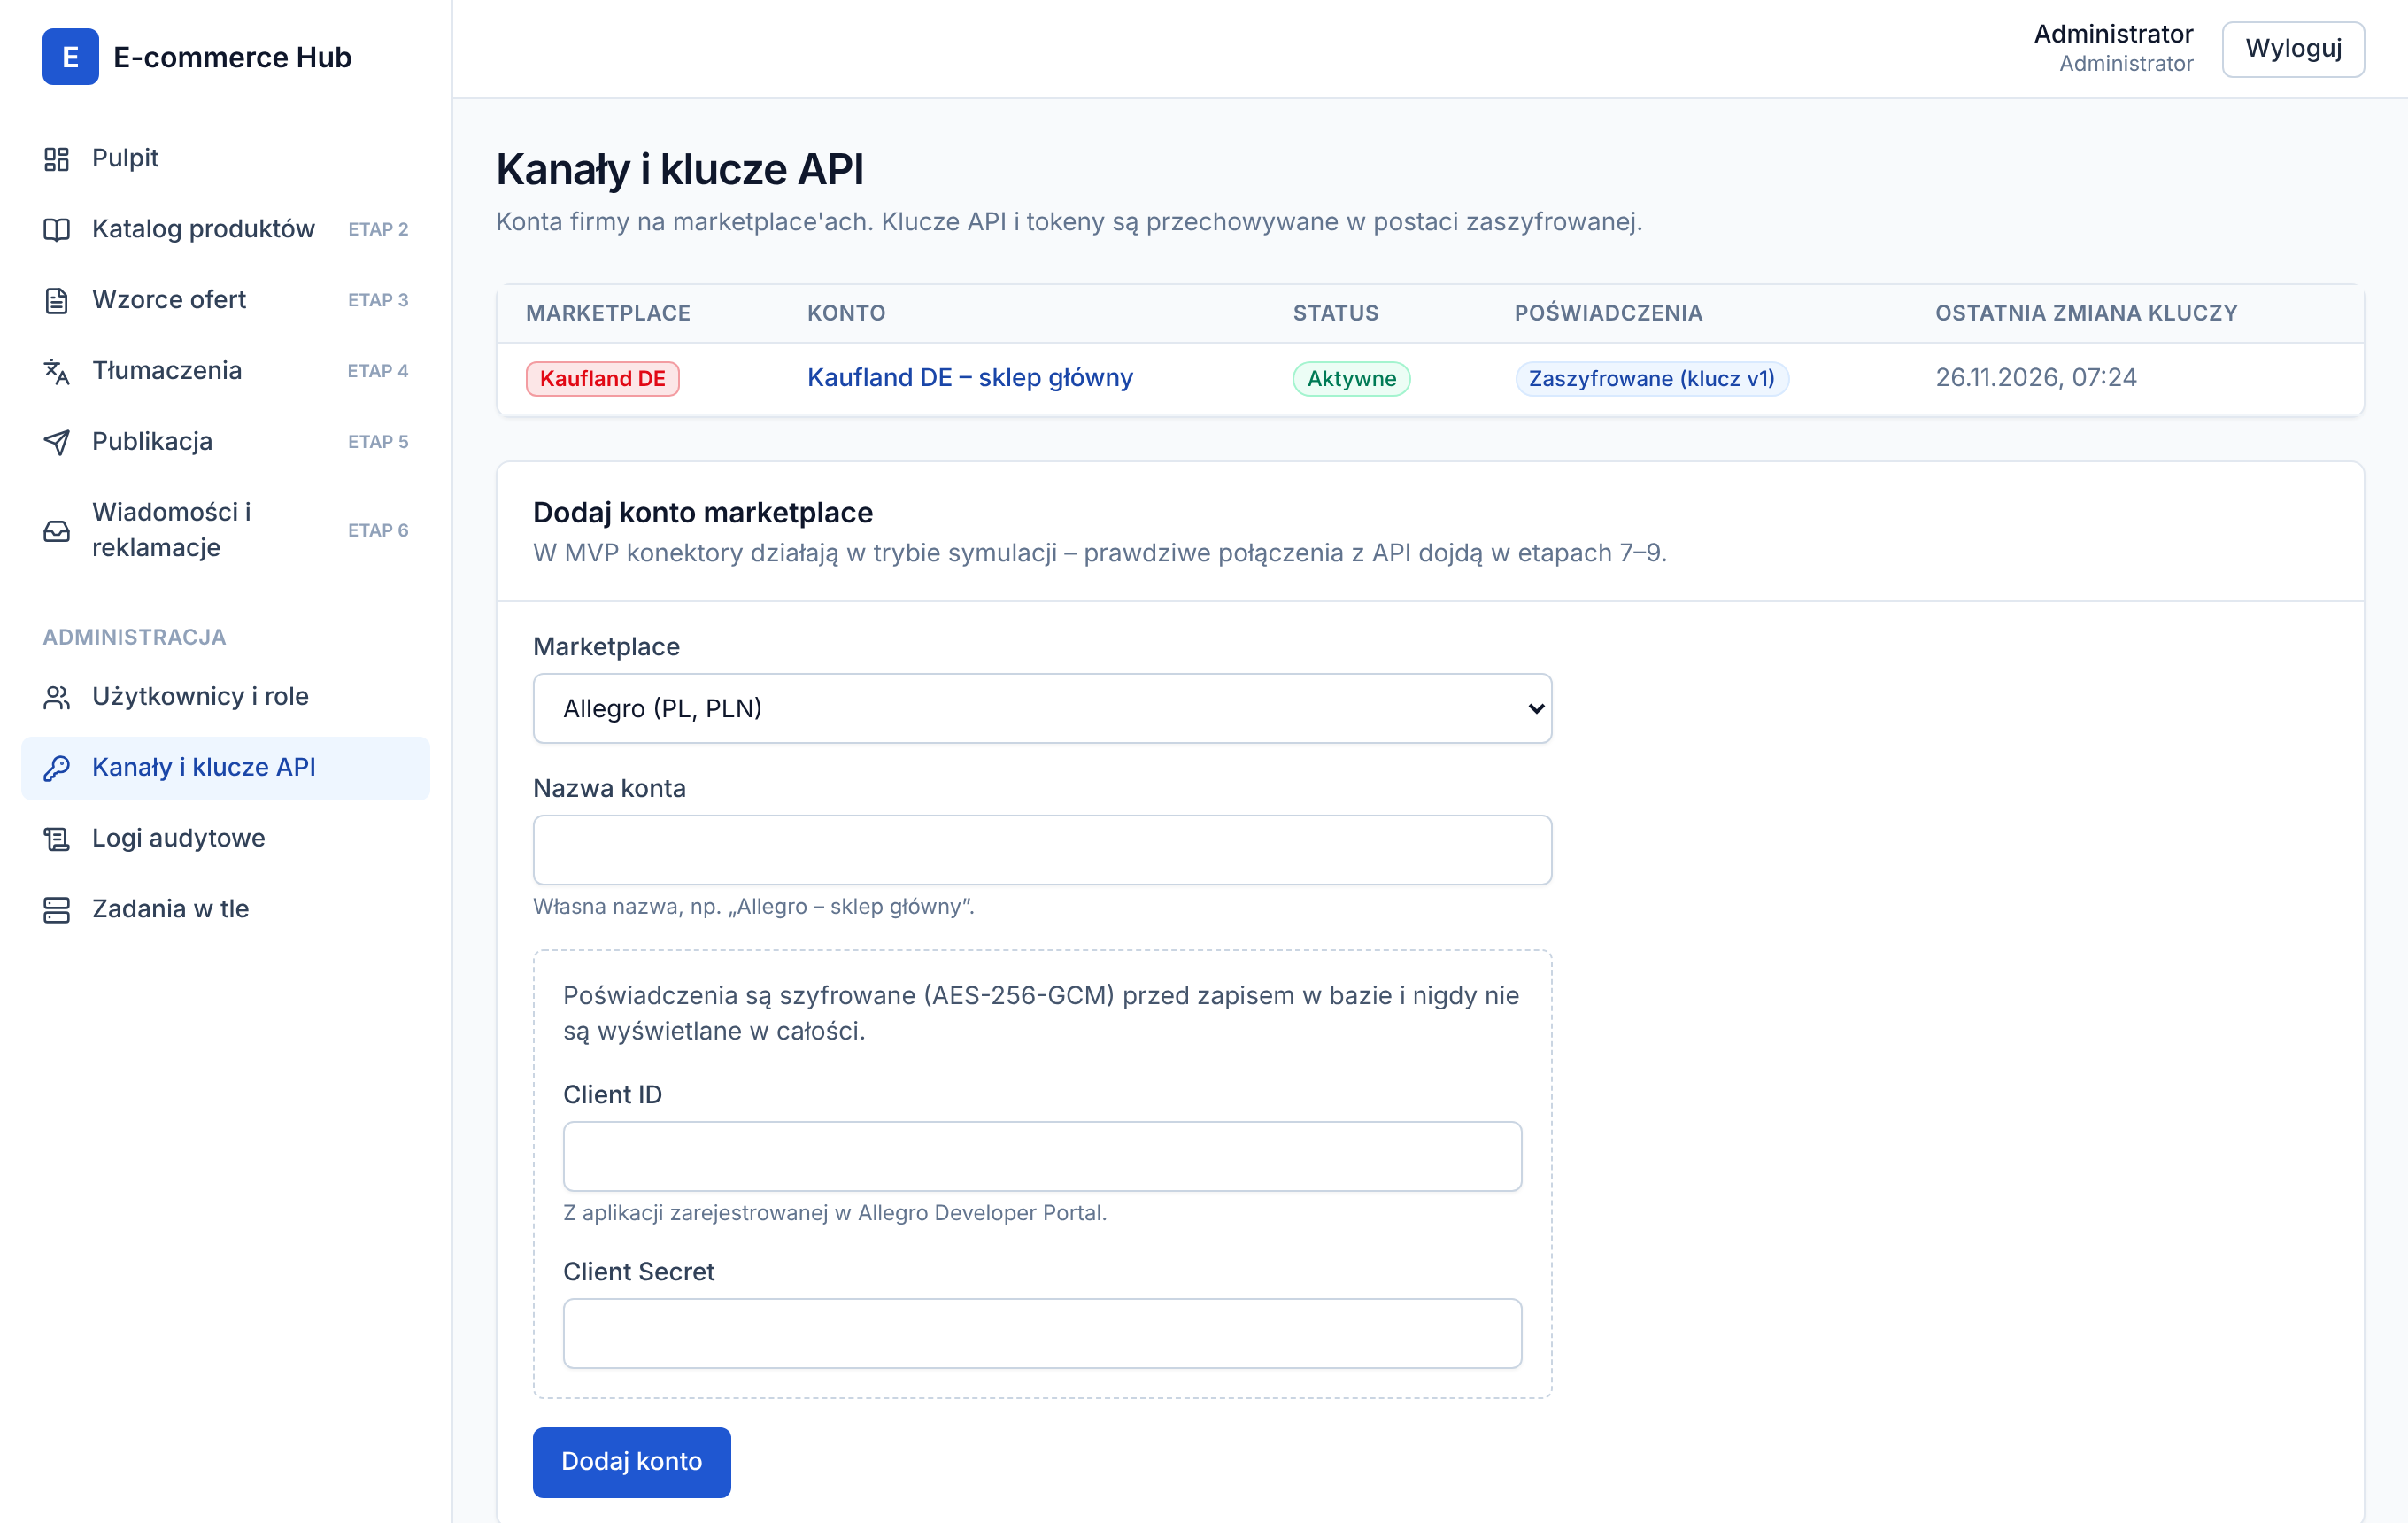 E
E-commerce Hub
Administrator
Administrator
Wyloguj
Pulpit
Katalog produktów ETAP 2
Wzorce ofert ETAP 3
Tłumaczenia ETAP 4
Publikacja ETAP 5
Wiadomości i
reklamacje ETAP 6
ADMINISTRACJA
Użytkownicy i role
Kanały i klucze API
Logi audytowe
Zadania w tle
Kanały i klucze API
Konta firmy na marketplace'ach. Klucze API i tokeny są przechowywane w postaci zaszyfrowanej.
MARKETPLACE KONTO STATUS POŚWIADCZENIA OSTATNIA ZMIANA KLUCZY
Kaufland DE Kaufland DE – sklep główny Aktywne Zaszyfrowane (klucz v1) 26.11.2026, 07:24
Dodaj konto marketplace
W MVP konektory działają w trybie symulacji – prawdziwe połączenia z API dojdą w etapach 7–9.
Marketplace
Allegro (PL, PLN)
Nazwa konta
Własna nazwa, np. „Allegro – sklep główny”.
Poświadczenia są szyfrowane (AES-256-GCM) przed zapisem w bazie i nigdy nie
są wyświetlane w całości.
Client ID
Z aplikacji zarejestrowanej w Allegro Developer Portal.
Client Secret
Dodaj konto